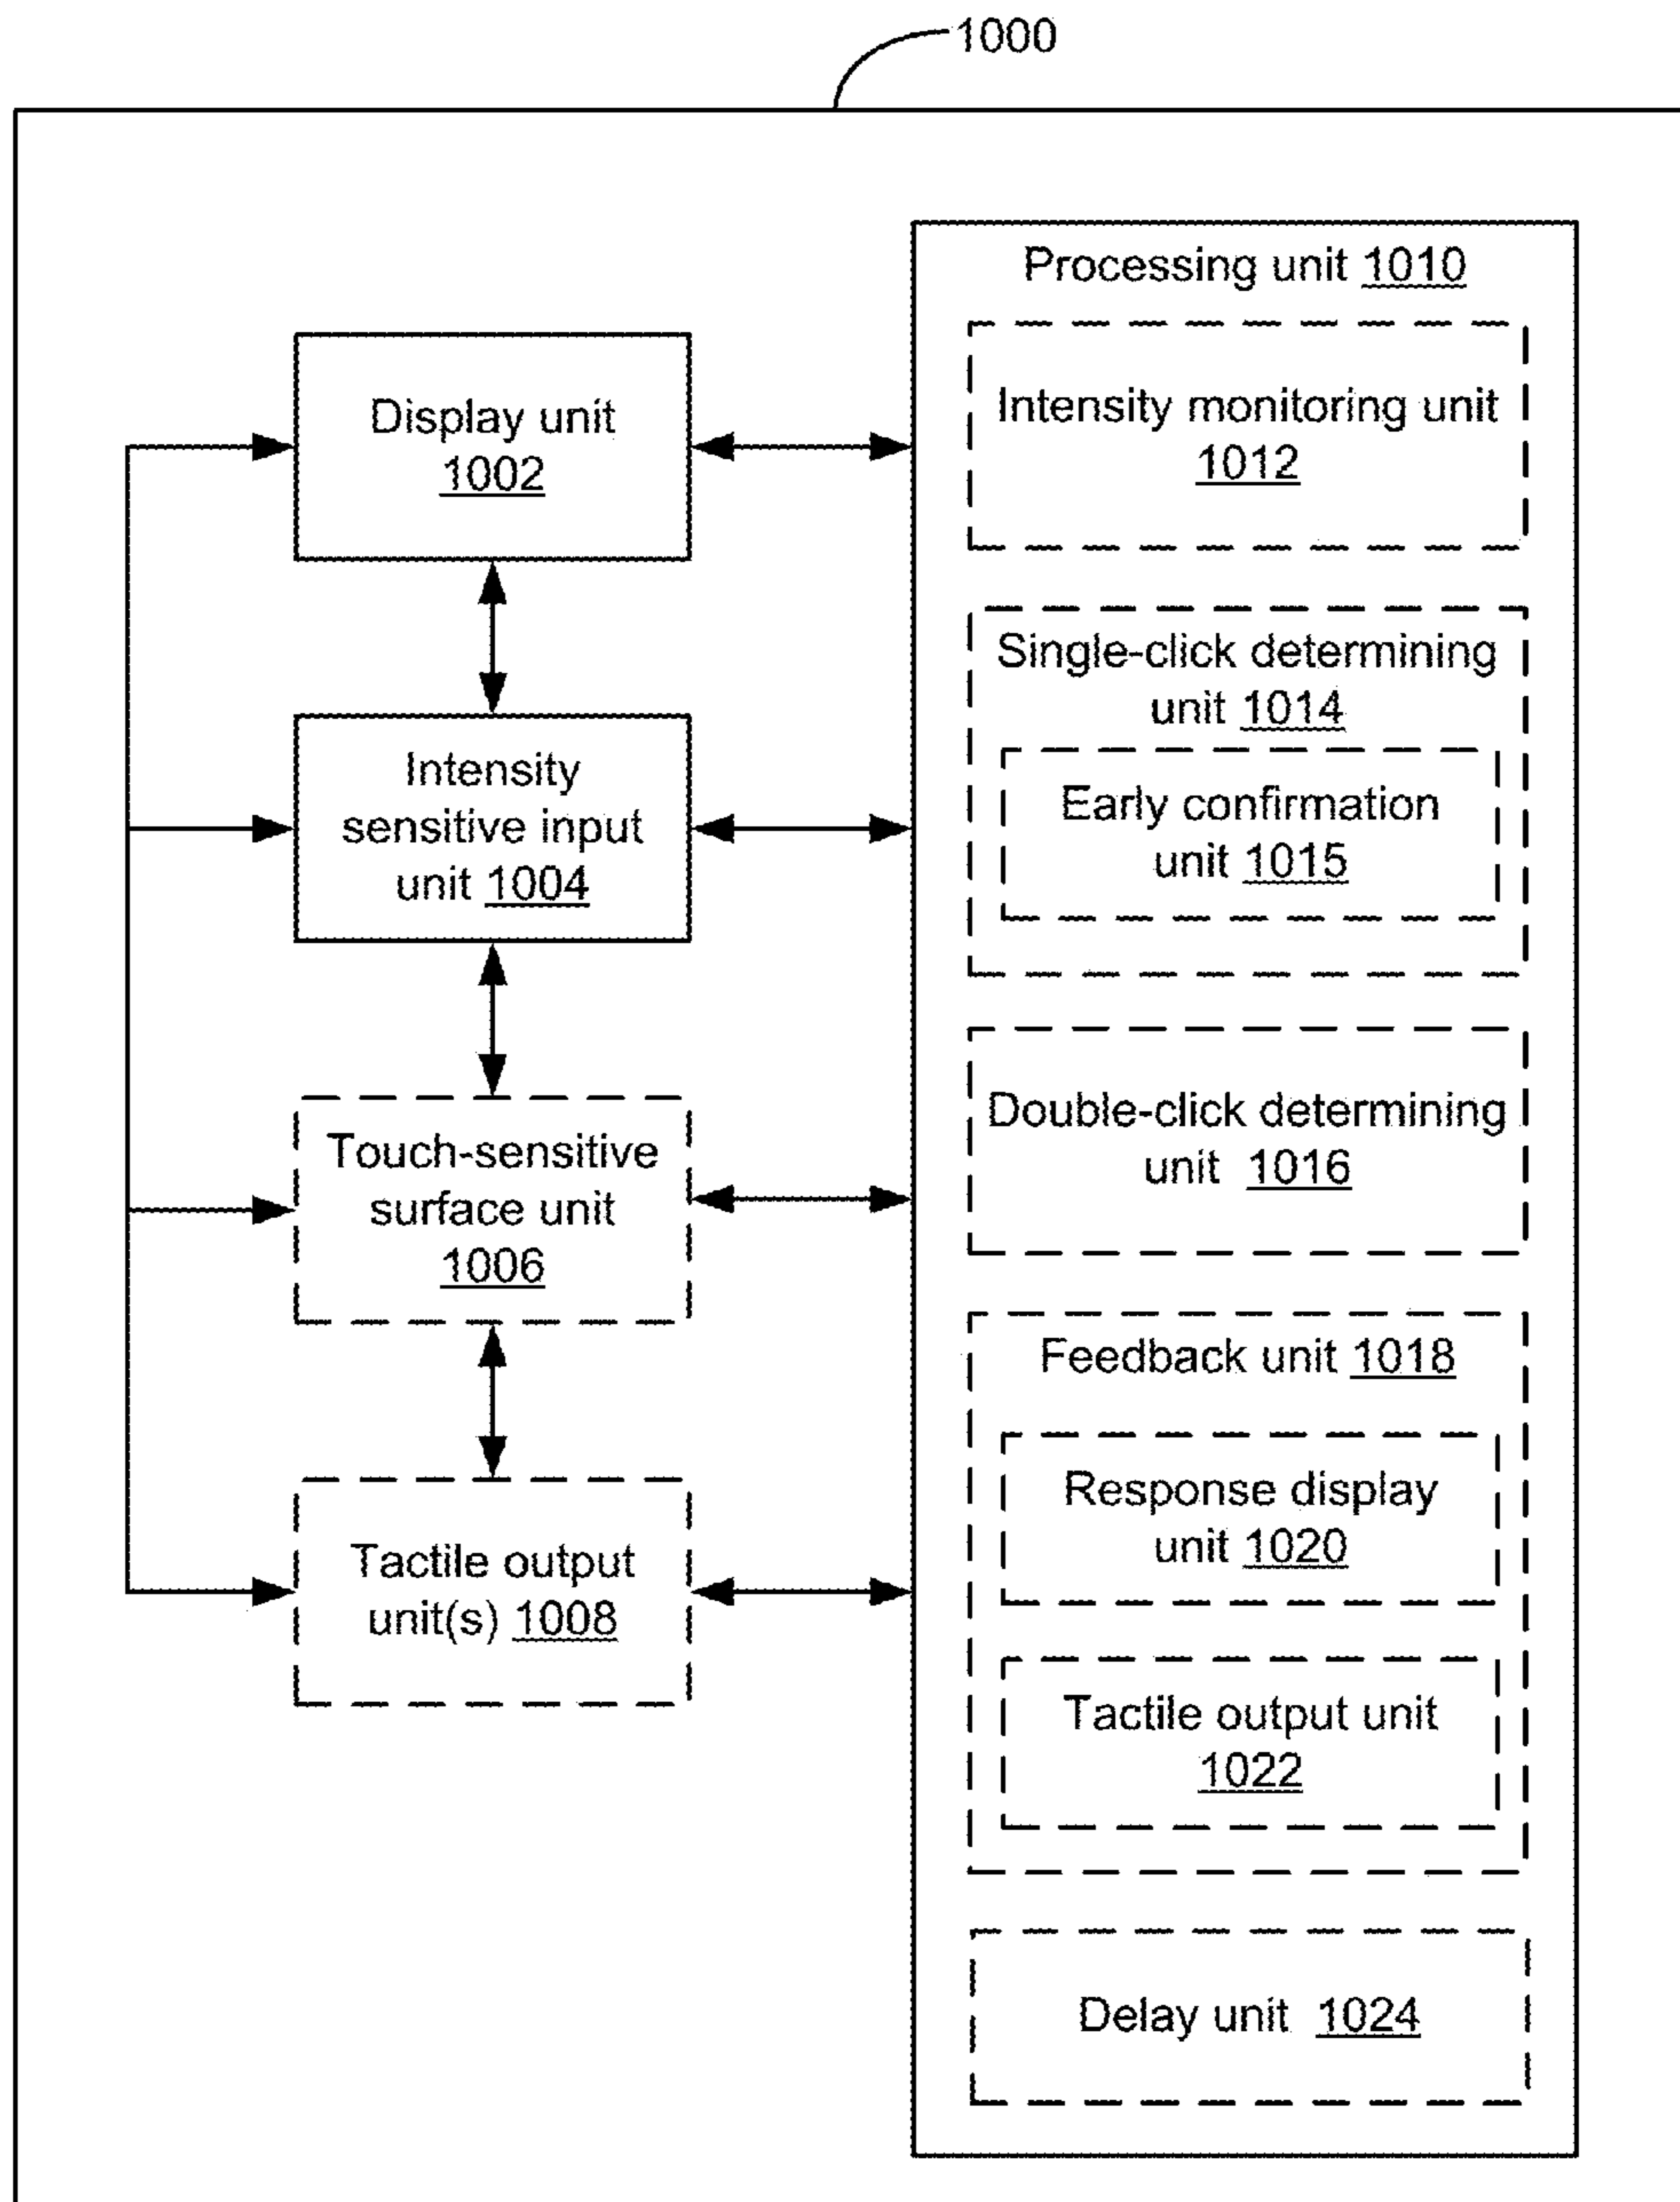 1000
Display unit
1002
Intensity
sensitive input
unit 1004
Touch-sensitive
surface unit
1006
Tactile output
unit(s) 1008
Processing unit 1010
Intensity monitoring unit
1012
Single-click determining
unit 1014
Early confirmation
unit 1015
Double-click determining
unit 1016
Feedback unit 1018
Response display
unit 1020
Tactile output unit
1022
Delay unit 1024